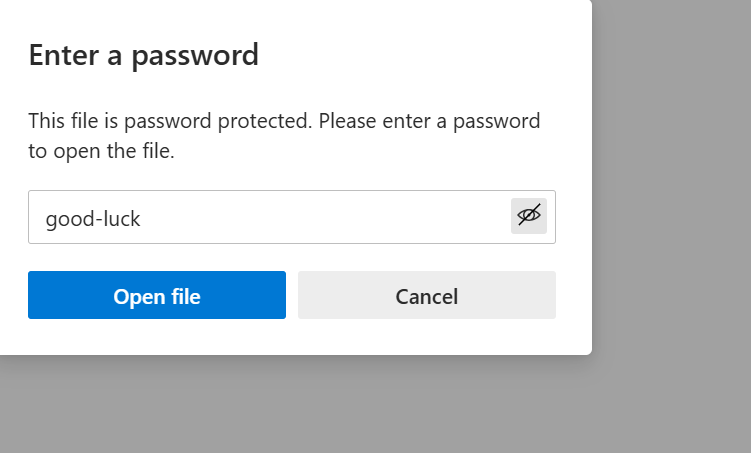 Enter a password
This file is password protected. Please enter a password
to open the file.
good-luck
Open file
Cancel